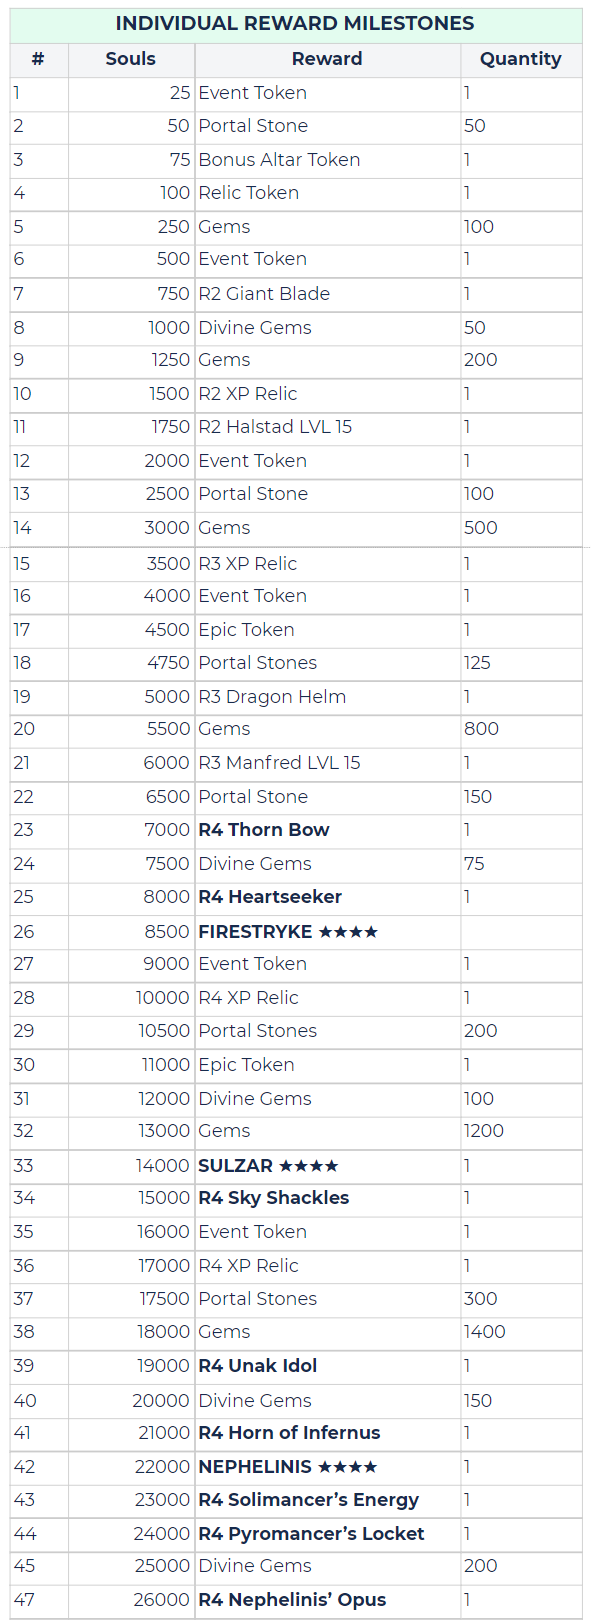 INDIVIDUAL REWARD MILESTONES
# Souls Reward Quantity
1 25 Event Token 1
2 50 Portal Stone 50
3 75 Bonus Altar Token 1
4 100 Relic Token 1
5 250 Gems 100
6 500 Event Token 1
7 750 R2 Giant Blade 1
8 1000 Divine Gems 50
9 1250 Gems 200
10 1500 R2 XP Relic 1
11 1750 R2 Halstad LVL 15 1
12 2000 Event Token 1
13 2500 Portal Stone 100
14 3000 Gems 500
15 3500 R3 XP Relic 1
16 4000 Event Token 1
17 4500 Epic Token 1
18 4750 Portal Stones 125
19 5000 R3 Dragon Helm 1
20 5500 Gems 800
21 6000 R3 Manfred LVL 15 1
22 6500 Portal Stone 150
23 7000 R4 Thorn Bow 1
24 7500 Divine Gems 75
25 8000 R4 Heartseeker 1
26 8500 FIRESTRYKE ★★★★
27 9000 Event Token 1
28 10000 R4 XP Relic 1
29 10500 Portal Stones 200
30 11000 Epic Token 1
31 12000 Divine Gems 100
32 13000 Gems 1200
33 14000 SULZAR ★★★★ 1
34 15000 R4 Sky Shackles 1
35 16000 Event Token 1
36 17000 R4 XP Relic 1
37 17500 Portal Stones 300
38 18000 Gems 1400
39 19000 R4 Unak Idol 1
40 20000 Divine Gems 150
41 21000 R4 Horn of Infernus 1
42 22000 NEPHELINIS ★★★★ 1
43 23000 R4 Solimancer’s Energy 1
44 24000 R4 Pyromancer’s Locket 1
45 25000 Divine Gems 200
47 26000 R4 Nephelinis’ Opus 1